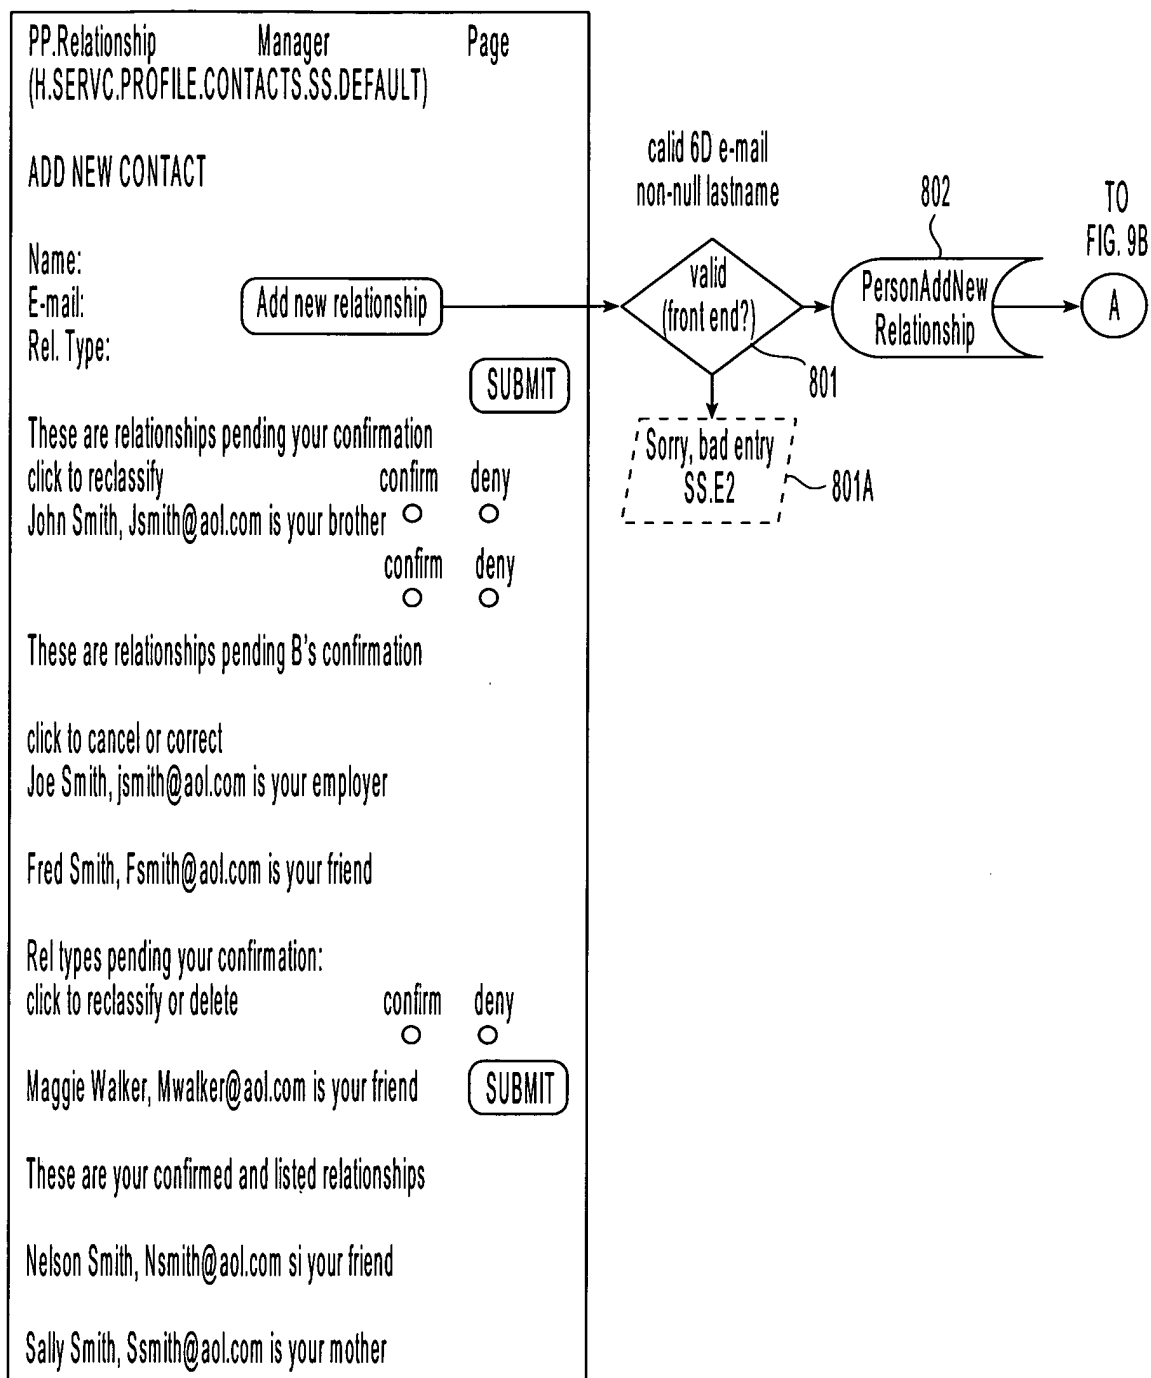 PP.Relationship Manager Page
(H.SERVC.PROFILE.CONTACTS.SS.DEFAULT)
ADD NEW CONTACT
Name:
E-mail:
Rel. Type:
Add new relationship
SUBMIT
These are relationships pending your confirmation
click to reclassify confirm deny
John Smith, Jsmith@aol.com is your brother
confirm deny
These are relationships pending B's confirmation
click to cancel or correct
Joe Smith, jsmith@aol.com is your employer
Fred Smith, Fsmith@aol.com is your friend
Rel types pending your confirmation:
click to reclassify or delete confirm deny
Maggie Walker, Mwalker@aol.com is your friend
SUBMIT
These are your confirmed and listed relationships
Nelson Smith, Nsmith@aol.com si your friend
Sally Smith, Ssmith@aol.com is your mother
calid 6D e-mail
non-null lastname
valid
(front end?)
801
Sorry, bad entry
SS.E2
801A
802
PersonAddNew
Relationship
TO
FIG. 9B
A